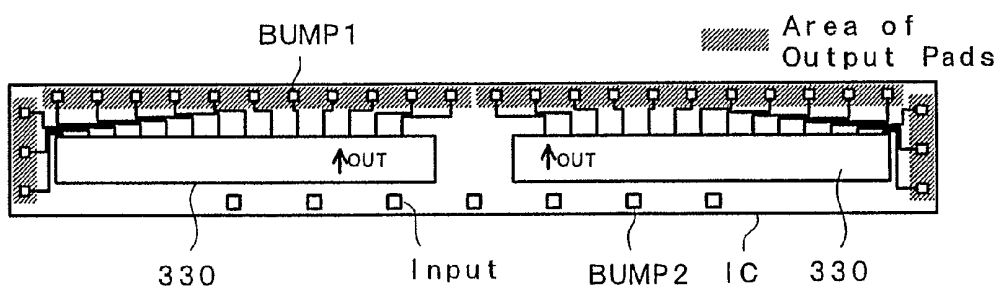 BUMP1
Area of
Output Pads
OUT
OUT
330
Input
BUMP2
IC
330